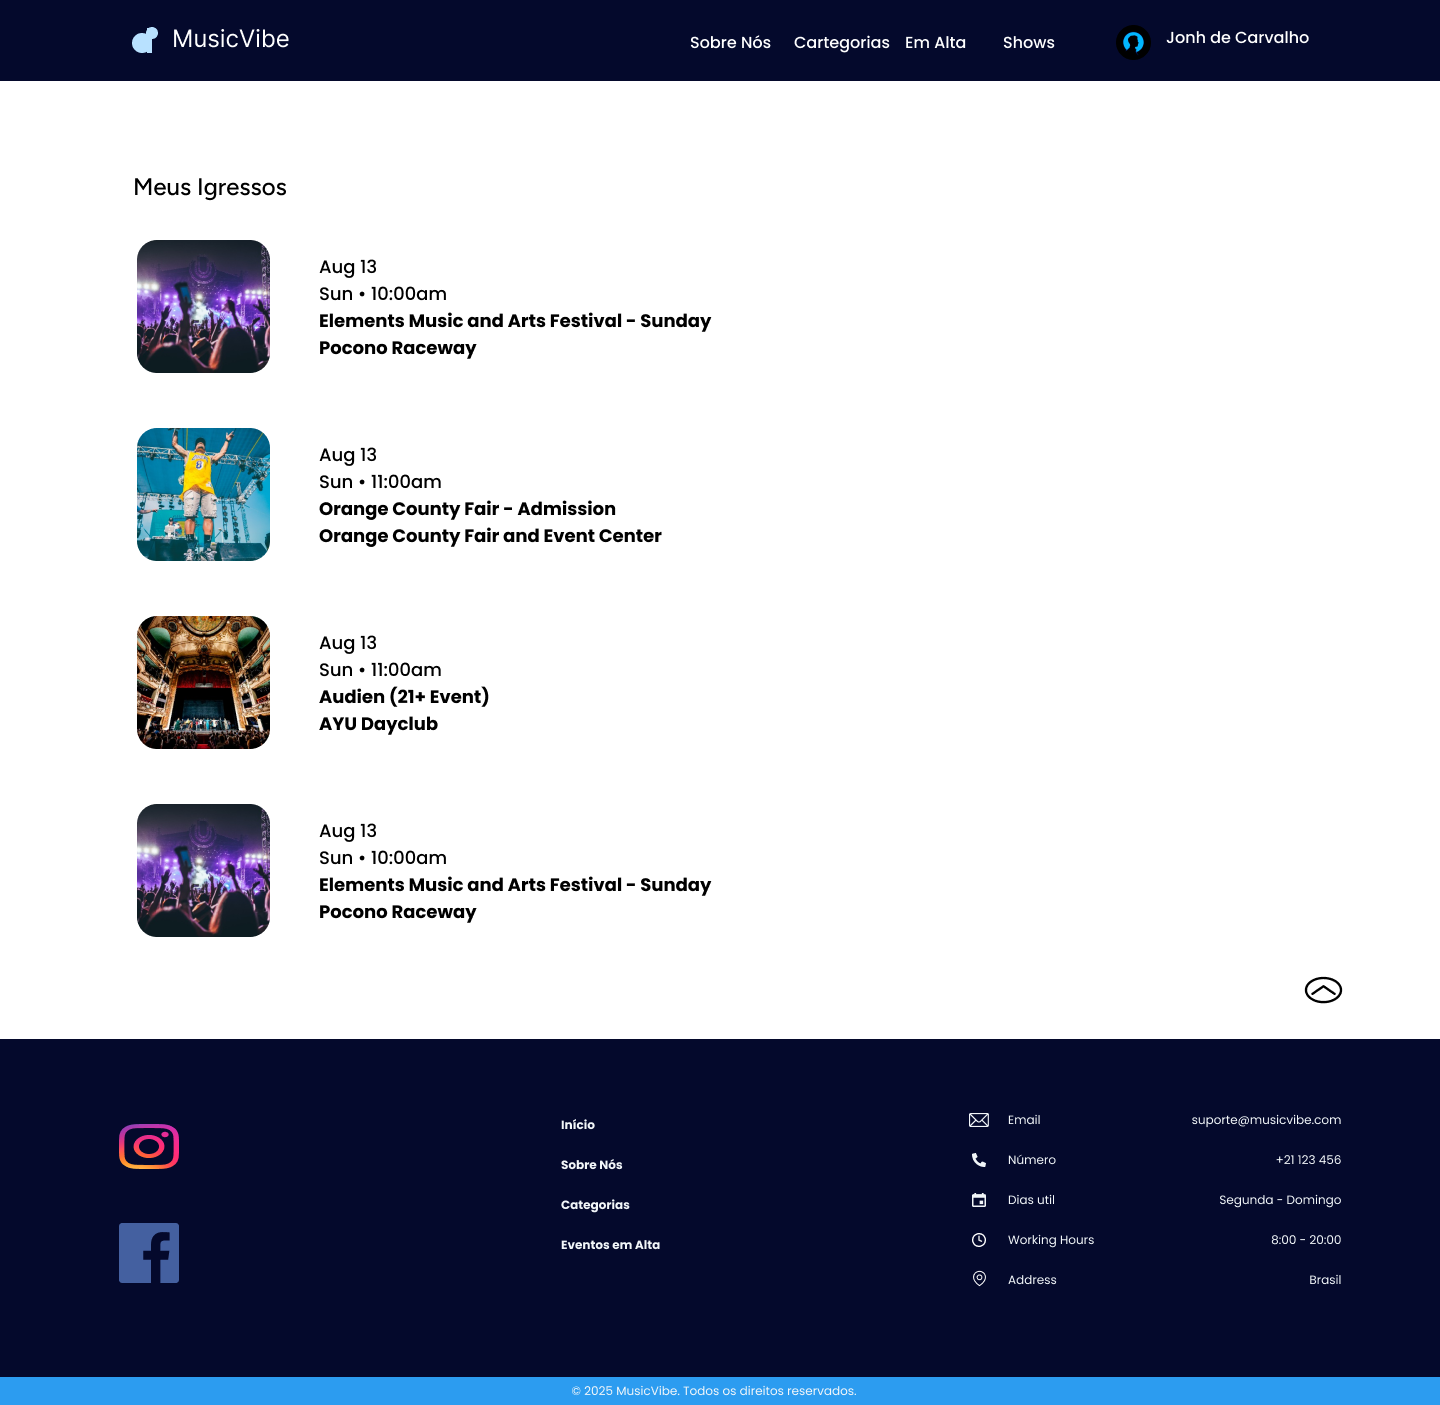 MusicVibe
Sobre Nós Cartegorias Em Alta Shows
Jonh de Carvalho
Meus Igressos
Aug 13
Sun • 10:00am
Elements Music and Arts Festival - Sunday
Pocono Raceway
Aug 13
Sun • 11:00am
Orange County Fair - Admission
Orange County Fair and Event Center
Aug 13
Sun • 11:00am
Audien (21+ Event)
AYU Dayclub
Aug 13
Sun • 10:00am
Elements Music and Arts Festival - Sunday
Pocono Raceway
Início
Sobre Nós
Categorias
Eventos em Alta
Email suporte@musicvibe.com
Número +21 123 456
Dias util Segunda - Domingo
Working Hours 8:00 - 20:00
Address Brasil
© 2025 MusicVibe. Todos os direitos reservados.